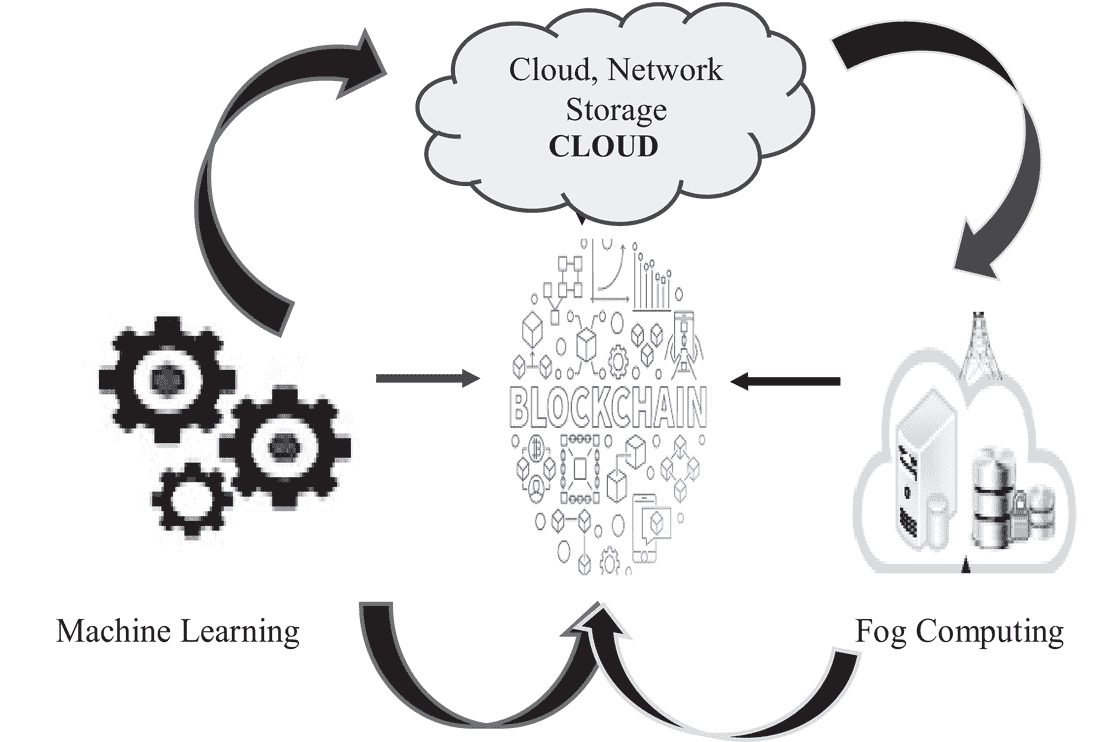 Cloud, Network
Storage
CLOUD
BLOCKCHAIN
Machine Learning
Fog Computing